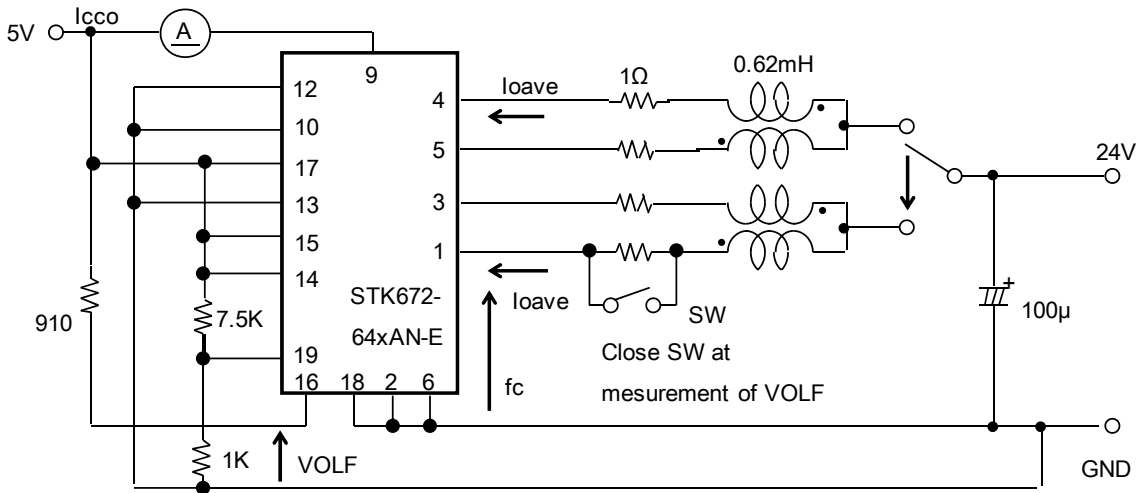 5V
Icco
A
9
12
10
17
13
15
14
19
16
18
2
6
4
5
3
1
STK672-
64xAN-E
Ioave
1Ω
0.62mH
24V
Ioave
SW
Close SW at
mesurement of VOLF
fc
100µ
+
910
7.5K
1K
VOLF
GND